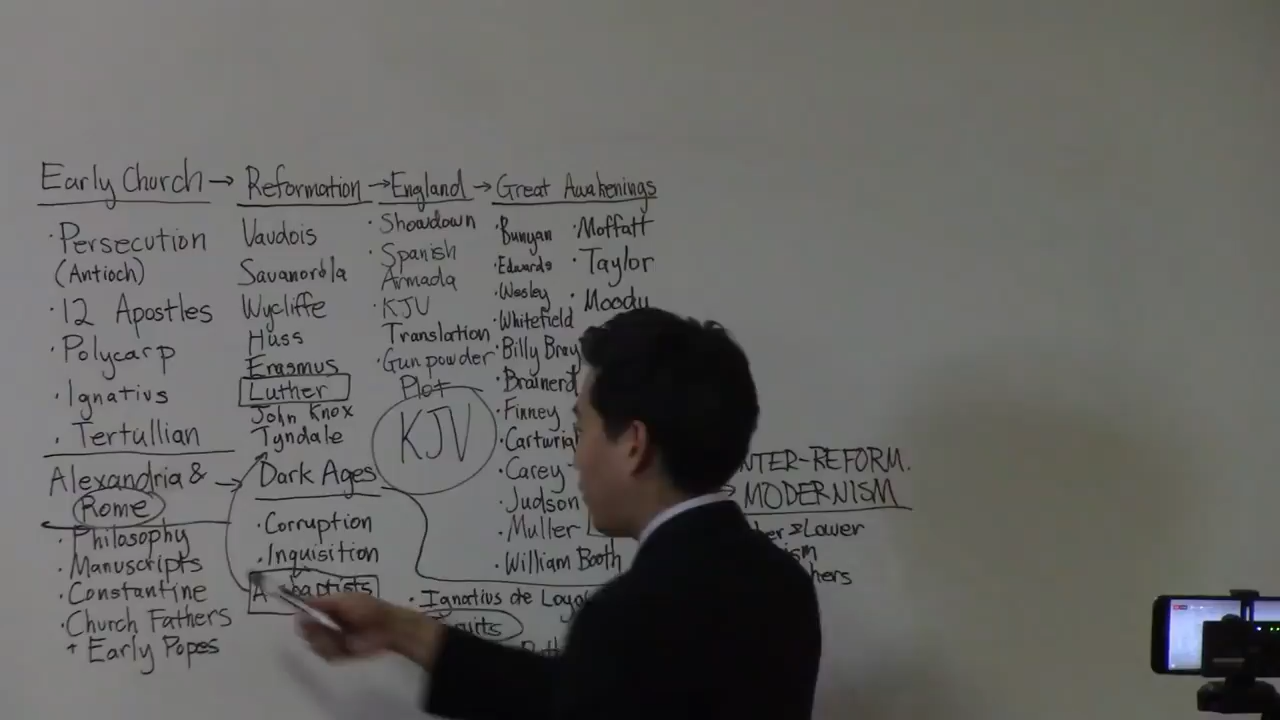 Early Church → Reformation → England → Great Awakenings
· Persecution
(Antioch)
· 12 Apostles
· Polycarp
· Ignatius
· Tertullian
Vaudois
Savanorola
Wycliffe
Huss
Erasmus
Luther
John Knox
Tyndale
· Showdown
· Spanish
Armada
· KJV
Translation
· Gunpowder
Plot
KJV
· Bunyan
· Edwards
· Wesley
· Whitefield
· Billy Bray
· Brainerd
· Finney
· Carey
· Judson
· Muller
· William Booth
· Moffatt
· Taylor
· Moody
Alexandria & →
Rome
· Philosophy
· Manuscripts
· Constantine
· Church Fathers
+ Early Popes
Dark Ages
· Corruption
· Inquisition
· Ignatius de
→ MODERNISM
Lower